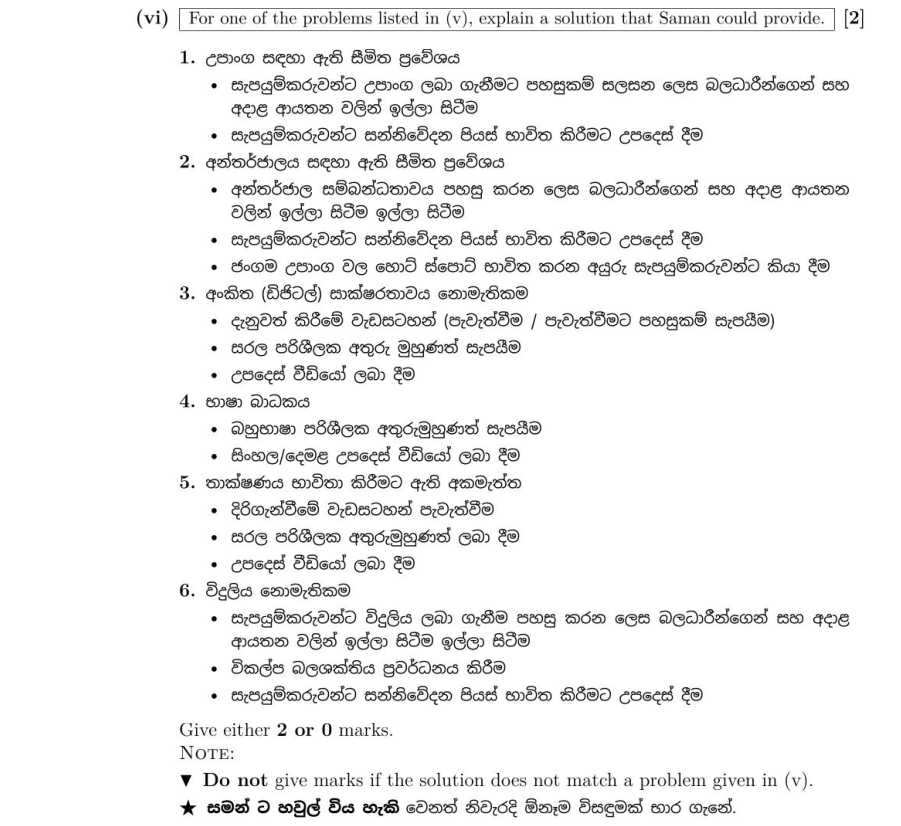 (vi) For one of the problems listed in (v), explain a solution that Saman could provide. [2]
1. උපාංග සඳහා ඇති සීමිත ප්‍රවේශය
• සැපයුම්කරුවන්ට උපාංග ලබා ගැනීමට පහසුකම් සලසන ලෙස බලධාරීන්ගෙන් සහ
අදාළ ආයතන වලින් ඉල්ලා සිටීම
• සැපයුම්කරුවන්ට සන්නිවේදන පියස් භාවිත කිරීමට උපදෙස් දීම
2. අන්තර්ජාලය සඳහා ඇති සීමිත ප්‍රවේශය
• අන්තර්ජාල සම්බන්ධතාවය පහසු කරන ලෙස බලධාරීන්ගෙන් සහ අදාළ ආයතන
වලින් ඉල්ලා සිටීම ඉල්ලා සිටීම
• සැපයුම්කරුවන්ට සන්නිවේදන පියස් භාවිත කිරීමට උපදෙස් දීම
• ජංගම උපාංග වල හොට් ස්පොට් භාවිත කරන අයුරු සැපයුම්කරුවන්ට කියා දීම
3. අංකිත (ඩිජිටල්) සාක්ෂරතාවය නොමැතිකම
• දැනුවත් කිරීමේ වැඩසටහන් (පැවැත්වීම / පැවැත්වීමට පහසුකම් සැපයීම)
• සරල පරිශීලක අතුරු මුහුණත් සැපයීම
• උපදෙස් වීඩියෝ ලබා දීම
4. භාෂා බාධකය
• බහුභාෂා පරිශීලක අතුරුමුහුණත් සැපයීම
• සිංහල/දෙමළ උපදෙස් වීඩියෝ ලබා දීම
5. තාක්ෂණය භාවිතා කිරීමට ඇති අකමැත්ත
• දිරිගැන්වීමේ වැඩසටහන් පැවැත්වීම
• සරල පරිශීලක අතුරුමුහුණත් ලබා දීම
• උපදෙස් වීඩියෝ ලබා දීම
6. විදුලිය නොමැතිකම
• සැපයුම්කරුවන්ට විදුලිය ලබා ගැනීම පහසු කරන ලෙස බලධාරීන්ගෙන් සහ අදාළ
ආයතන වලින් ඉල්ලා සිටීම ඉල්ලා සිටීම
• විකල්ප බලශක්තිය ප්‍රවර්ධනය කිරීම
• සැපයුම්කරුවන්ට සන්නිවේදන පියස් භාවිත කිරීමට උපදෙස් දීම
Give either 2 or 0 marks.
NOTE:
▼ Do not give marks if the solution does not match a problem given in (v).
★ සමන් ට හවුල් විය හැකි වෙනත් නිවැරදි ඕනෑම විසඳුමක් භාර ගැනේ.